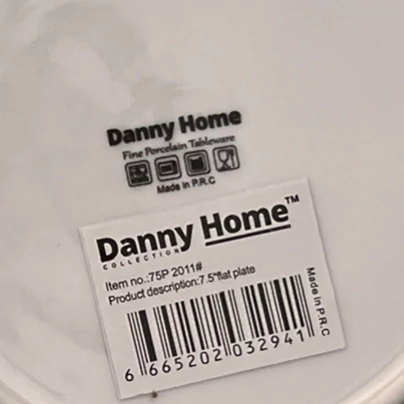 Danny Home
Fine Porcelain Tableware
Made in P.R.C
Danny Home™
COLLECTION
Item no.:75P 2011#
Product description:7.5"flat plate
Made in P.R.C
6 665202 032941